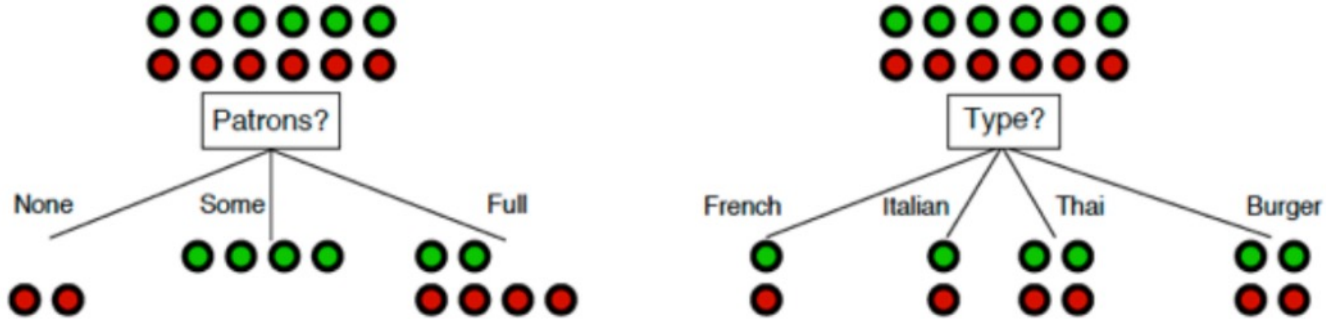 Patrons?
None
Some
Full
Type?
French
Italian
Thai
Burger